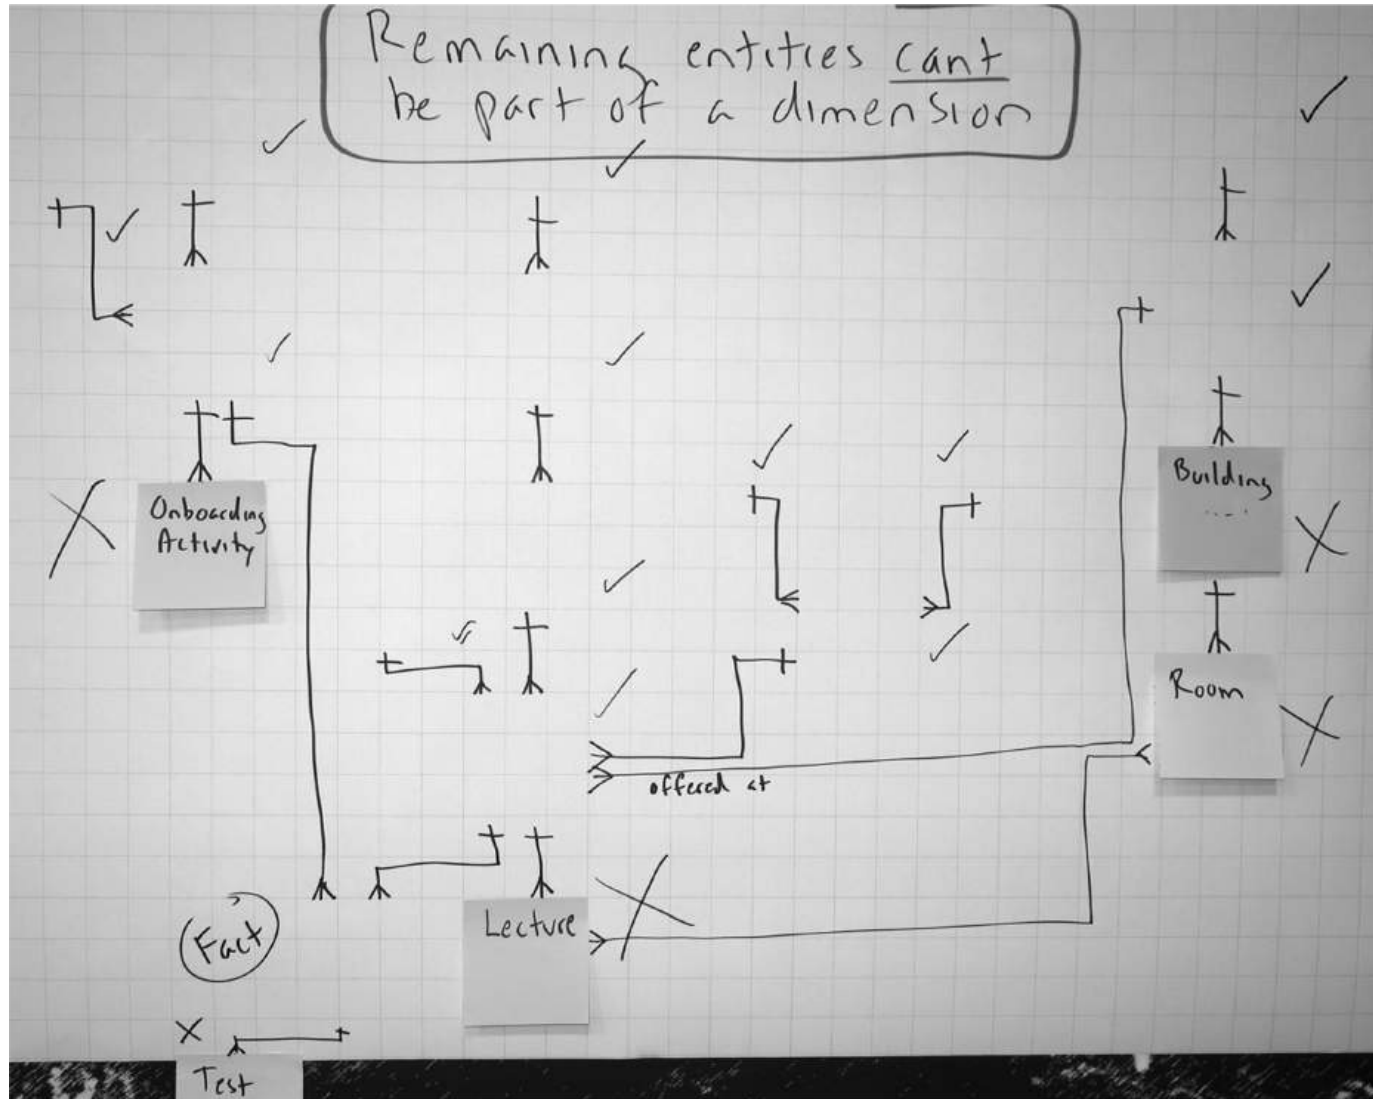 Remaining entities cant
be part of a dimension
Onboarding
Activity
Building
Room
offered at
Lecture
Fact
Test